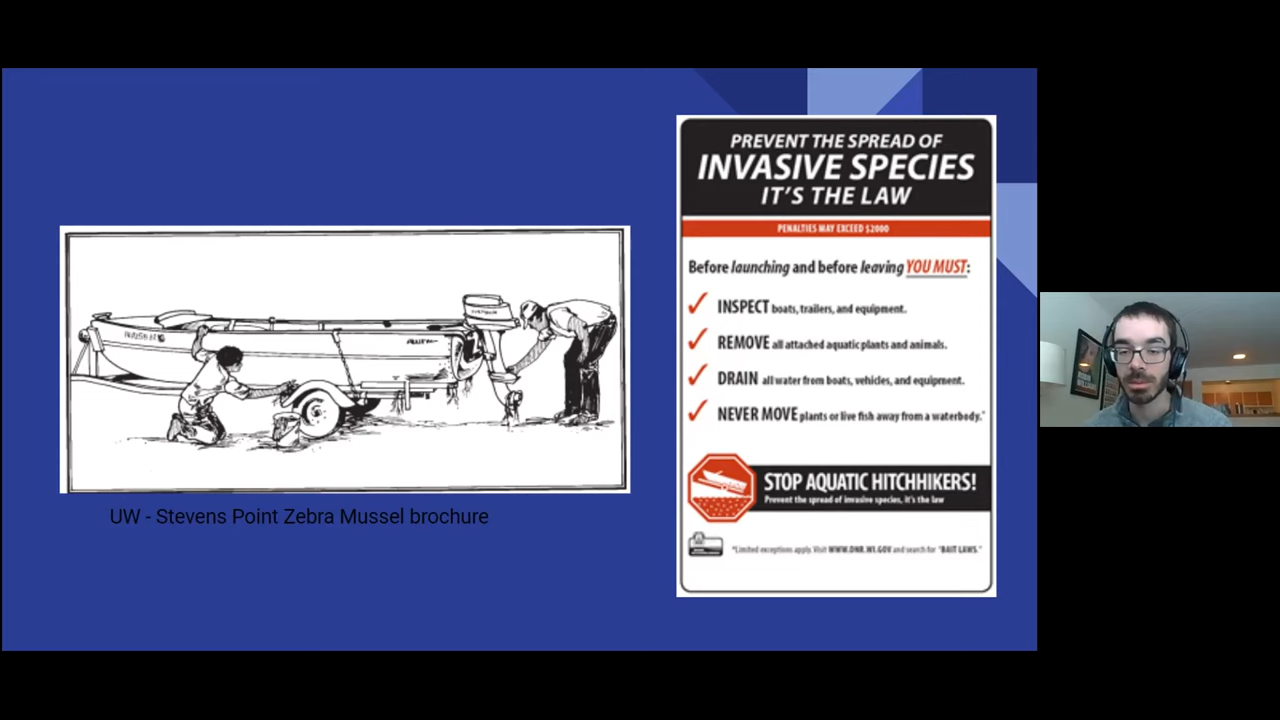 PREVENT THE SPREAD OF
INVASIVE SPECIES
IT'S THE LAW
PENALTIES MAY EXCEED $2000
Before launching and before leaving YOU MUST:
✓ INSPECT boats, trailers, and equipment.
✓ REMOVE all attached aquatic plants and animals.
✓ DRAIN all water from boats, vehicles, and equipment.
✓ NEVER MOVE plants or live fish away from a waterbody.*
STOP AQUATIC HITCHHIKERS!
Prevent the spread of invasive species, it's the law
*Limited exceptions apply. Visit WWW.DNR.WI.GOV and search for "BAIT LAWS."
UW - Stevens Point Zebra Mussel brochure